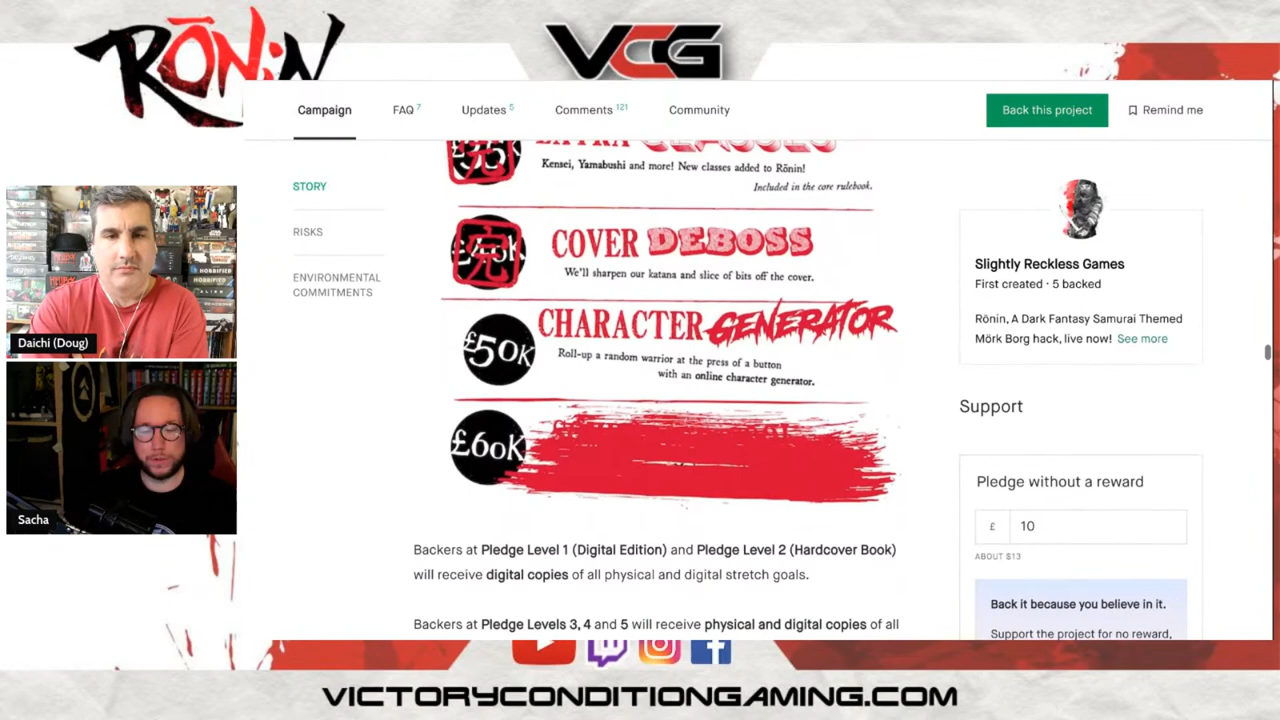 RŌNiN
VCG
Campaign
FAQ 7
Updates 5
Comments 121
Community
Back this project
Remind me
STORY
RISKS
ENVIRONMENTAL
COMMITMENTS
EXTRA CLASSES
Kensei, Yamabushi and more! New classes added to Rōnin!
Included in the core rulebook.
完
COVER DEBOSS
We'll sharpen our katana and slice of bits off the cover.
£50K
CHARACTER GENERATOR
Roll-up a random warrior at the press of a button
with an online character generator.
£60K
Backers at Pledge Level 1 (Digital Edition) and Pledge Level 2 (Hardcover Book)
will receive digital copies of all physical and digital stretch goals.
Backers at Pledge Levels 3, 4 and 5 will receive physical and digital copies of all
Slightly Reckless Games
First created · 5 backed
Rōnin, A Dark Fantasy Samurai Themed
Mörk Borg hack, live now! See more
Support
Pledge without a reward
£ 10
ABOUT $13
Back it because you believe in it.
Support the project for no reward,
Daichi (Doug)
Sacha
HORRIFIED
HORRIFIED
ALIEN
VICTORYCONDITIONGAMING.COM